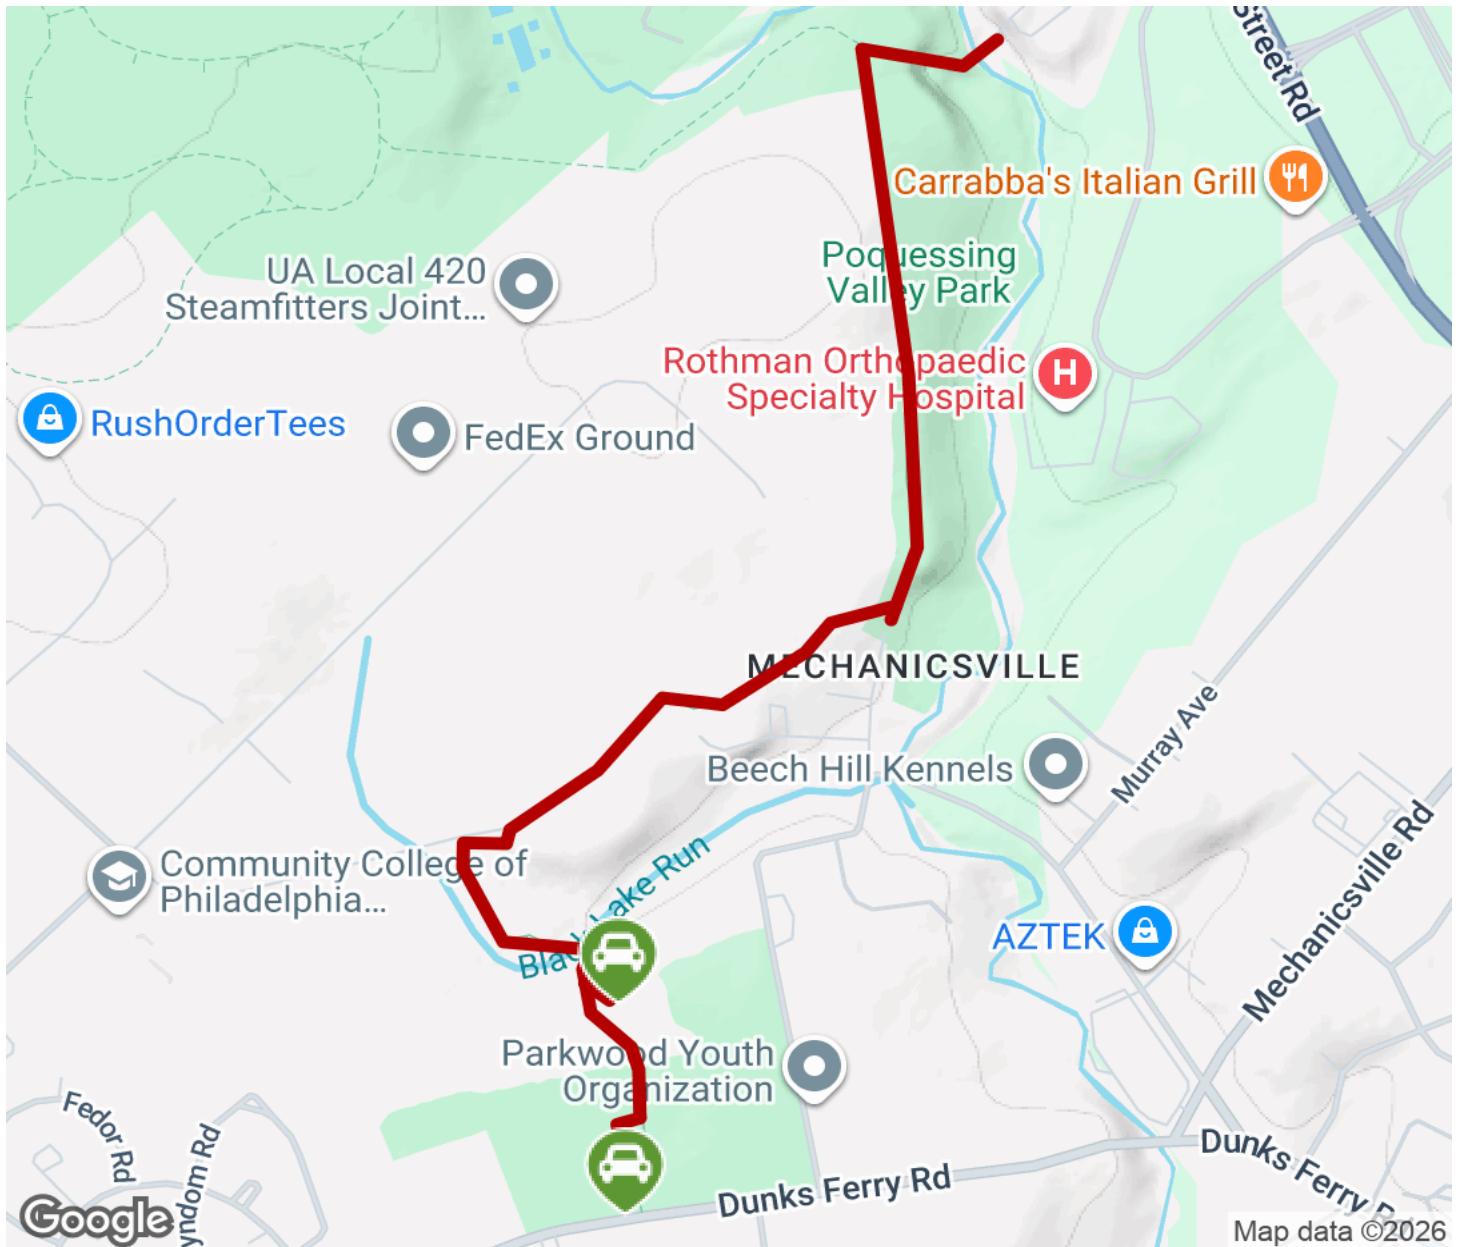 Street Rd
Carrabba's Italian Grill
Poquessing
Valley Park
UA Local 420
Steamfitters Joint...
Rothman Orthopaedic
Specialty Hospital
RushOrderTees
FedEx Ground
MECHANICSVILLE
Murray Ave
Beech Hill Kennels
Mechanicsville Rd
Community College of
Philadelphia...
Black Lake Run
AZTEK
Parkwood Youth
Organization
Fedor Rd
yndom Rd
Dunks Ferry Rd
Dunks Ferry Rd
Google
Map data ©2026